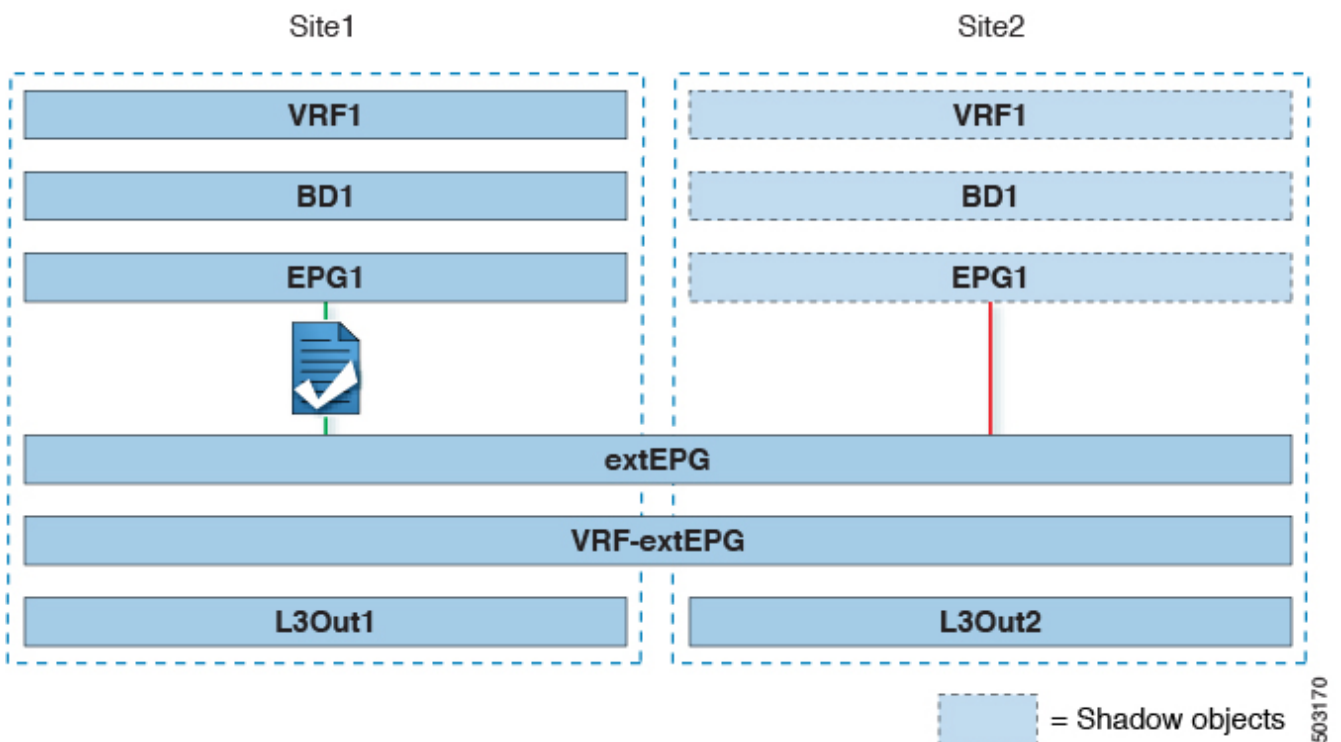 Site1
Site2
VRF1
VRF1
BD1
BD1
EPG1
EPG1
extEPG
VRF-extEPG
L3Out1
L3Out2
= Shadow objects
503170